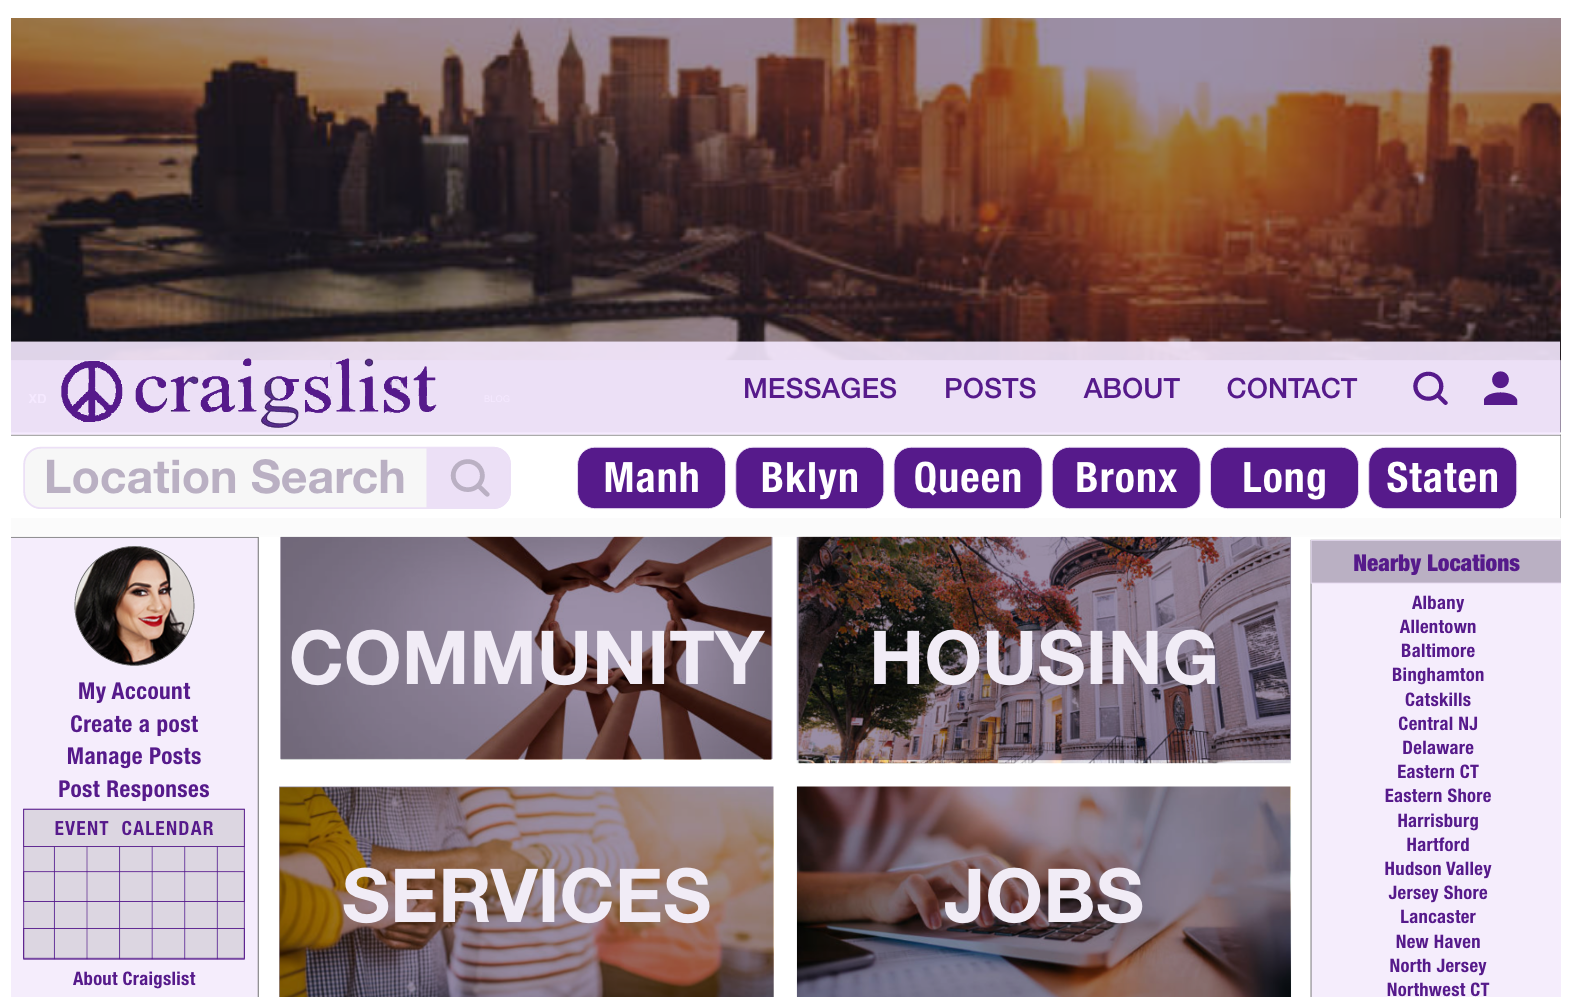 craigslist
MESSAGES POSTS ABOUT CONTACT
XD
Location Search
Manh Bklyn Queen Bronx Long Staten
My Account
Create a post
Manage Posts
Post Responses
EVENT CALENDAR
About Craigslist
COMMUNITY
HOUSING
SERVICES
JOBS
Nearby Locations
Albany
Allentown
Baltimore
Binghamton
Catskills
Central NJ
Delaware
Eastern CT
Eastern Shore
Harrisburg
Hartford
Hudson Valley
Jersey Shore
Lancaster
New Haven
North Jersey
Northwest CT